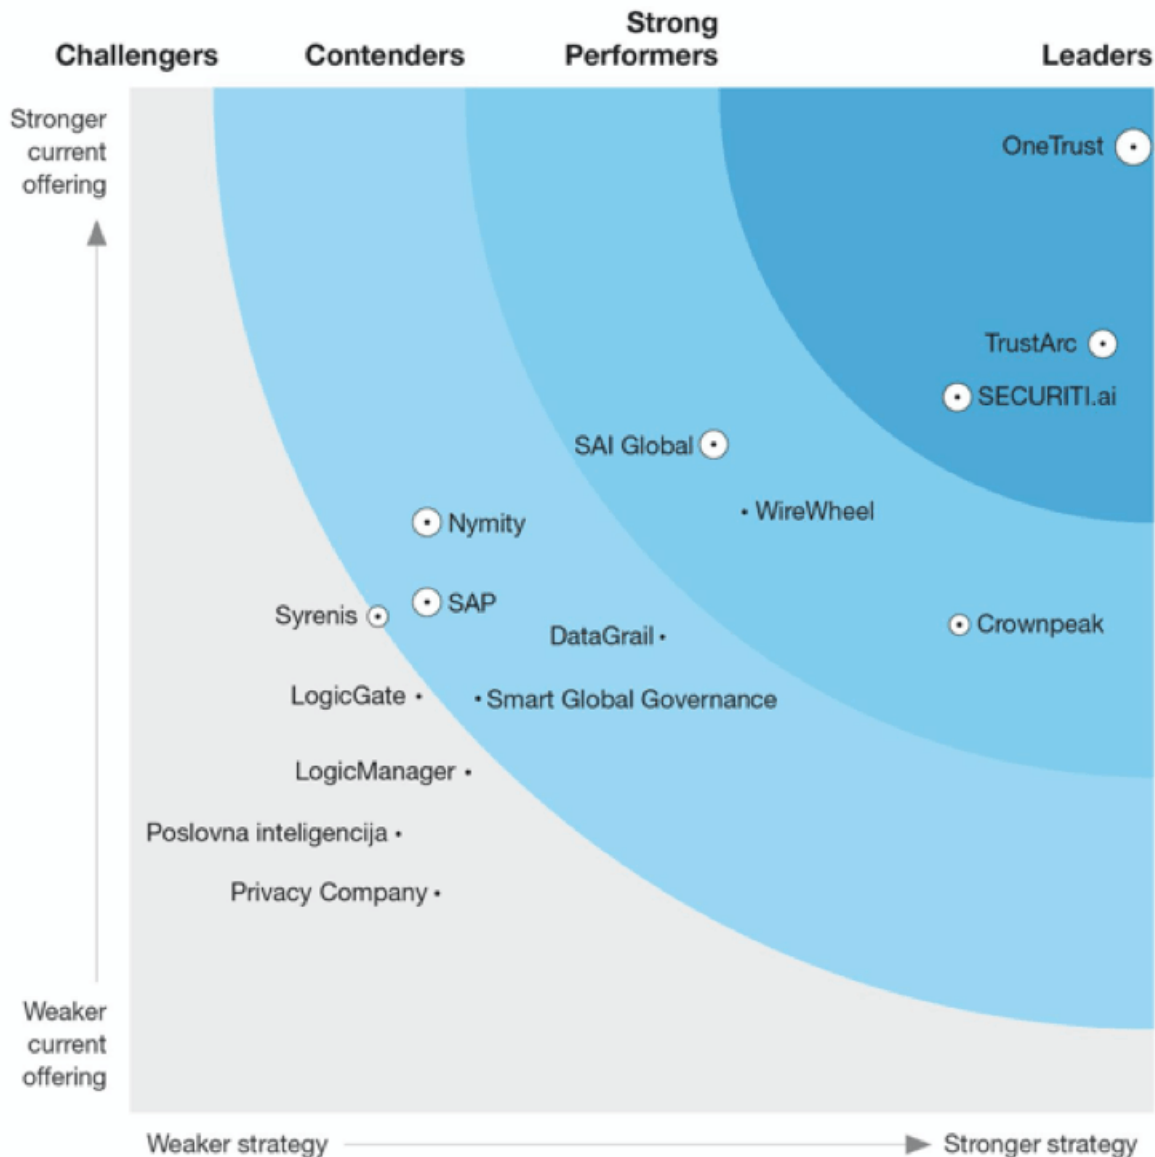 Strong
Challengers Contenders Performers Leaders
Stronger
current
offering
OneTrust
TrustArc
SECURITI.ai
SAI Global
WireWheel
Nymity
SAP
Syrenis
Crownpeak
DataGrail
LogicGate
Smart Global Governance
LogicManager
Poslovna inteligencija
Privacy Company
Weaker
current
offering
Weaker strategy Stronger strategy